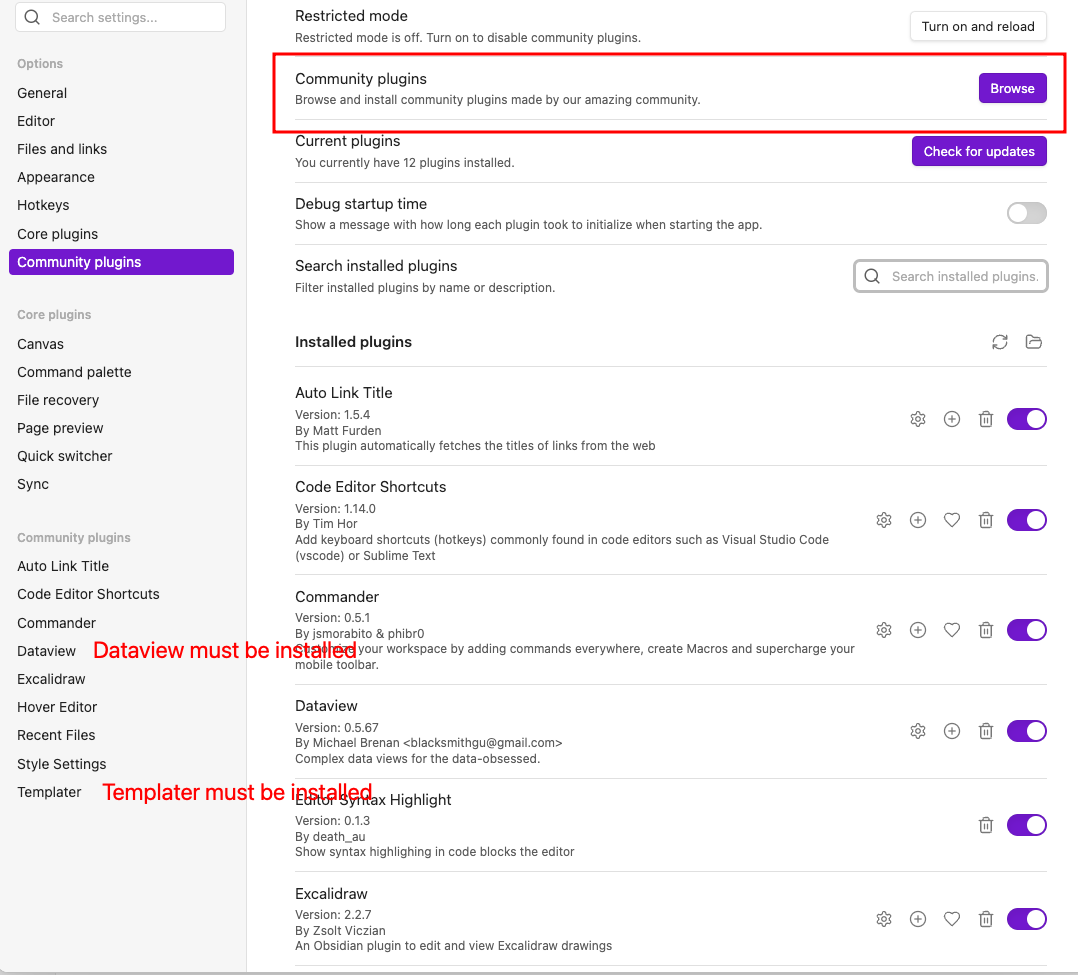 Search settings...
Options
General
Editor
Files and links
Appearance
Hotkeys
Core plugins
Community plugins
Core plugins
Canvas
Command palette
File recovery
Page preview
Quick switcher
Sync
Community plugins
Auto Link Title
Code Editor Shortcuts
Commander
Dataview
Dataview must be installed
Excalidraw
Hover Editor
Recent Files
Style Settings
Templater
Templater must be installed
Restricted mode
Restricted mode is off. Turn on to disable community plugins.
Turn on and reload
Community plugins
Browse and install community plugins made by our amazing community.
Browse
Current plugins
You currently have 12 plugins installed.
Check for updates
Debug startup time
Show a message with how long each plugin took to initialize when starting the app.
Search installed plugins
Filter installed plugins by name or description.
Search installed plugins.
Installed plugins
Auto Link Title
Version: 1.5.4
By Matt Furden
This plugin automatically fetches the titles of links from the web
Code Editor Shortcuts
Version: 1.14.0
By Tim Hor
Add keyboard shortcuts (hotkeys) commonly found in code editors such as Visual Studio Code
(vscode) or Sublime Text
Commander
Version: 0.5.1
By jsmorabito & phibr0
Customize your workspace by adding commands everywhere, create Macros and supercharge your
mobile toolbar.
Dataview
Version: 0.5.67
By Michael Brenan <blacksmithgu@gmail.com>
Complex data views for the data-obsessed.
Editor Syntax Highlight
Version: 0.1.3
By death_au
Show syntax highlighing in code blocks the editor
Excalidraw
Version: 2.2.7
By Zsolt Viczian
An Obsidian plugin to edit and view Excalidraw drawings